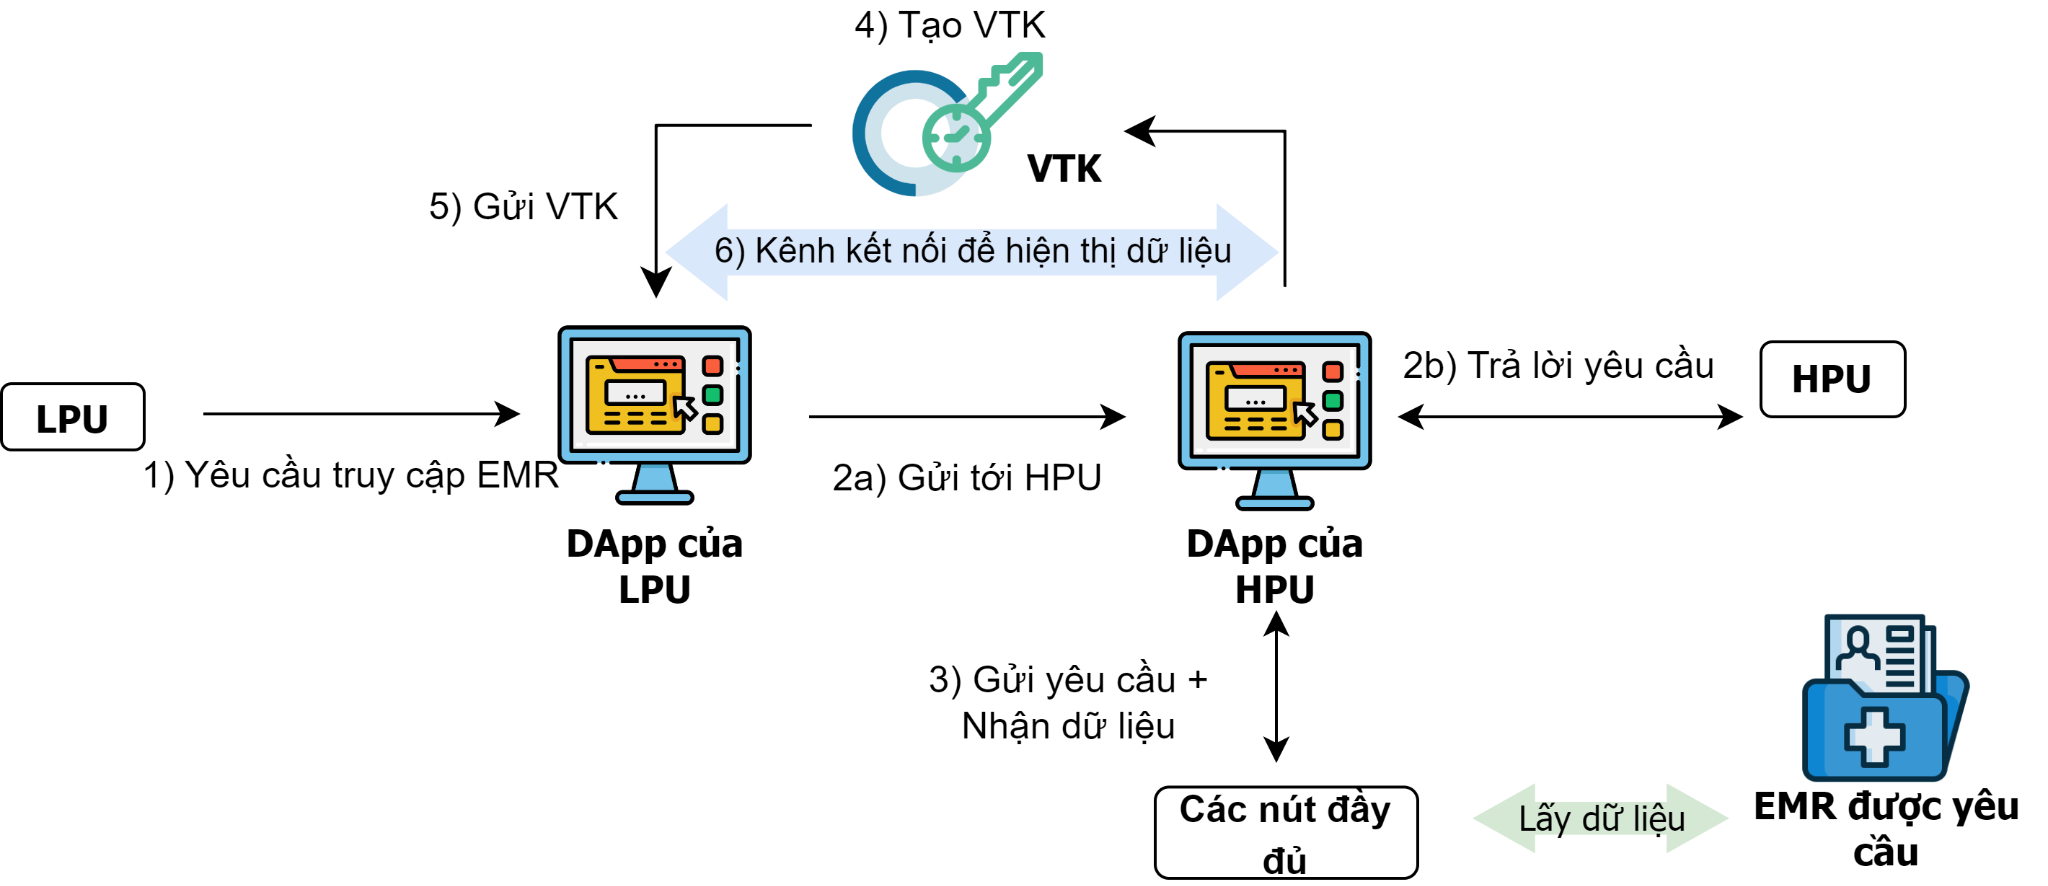 4) Tạo VTK
VTK
5) Gửi VTK
6) Kênh kết nối để hiện thị dữ liệu
LPU
1) Yêu cầu truy cập EMR
DApp của
LPU
2a) Gửi tới HPU
DApp của
HPU
2b) Trả lời yêu cầu
HPU
3) Gửi yêu cầu +
Nhận dữ liệu
Các nút đầy
đủ
Lấy dữ liệu
EMR được yêu
cầu